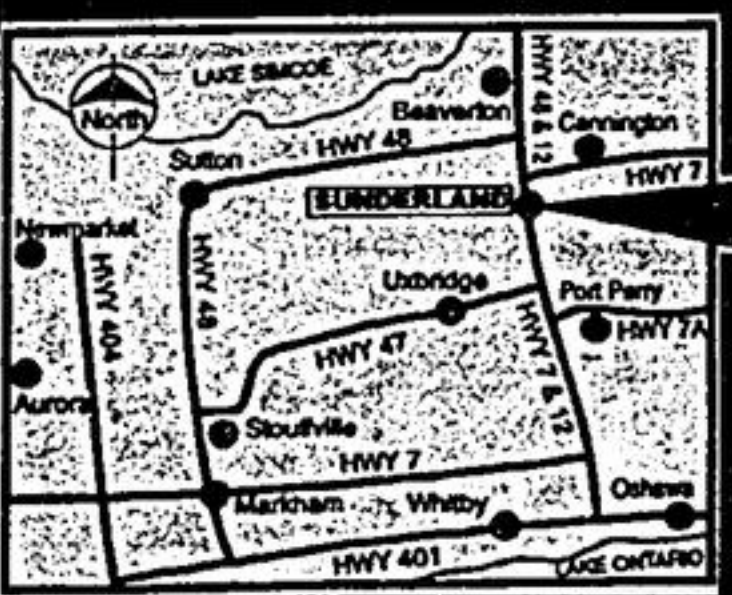 LAKE SIMCOE
North
Beaverton
HWY 48 & 12
Cannington
HWY 48
Sutton
HWY 7
SUNDERLAND
Newmarket
HWY 404
HWY 48
Uxbridge
Port Perry
HWY 7A
HWY 47
HWY 7 & 12
Aurora
Stouffville
HWY 7
Markham
Whitby
Oshawa
HWY 401
LAKE ONTARIO